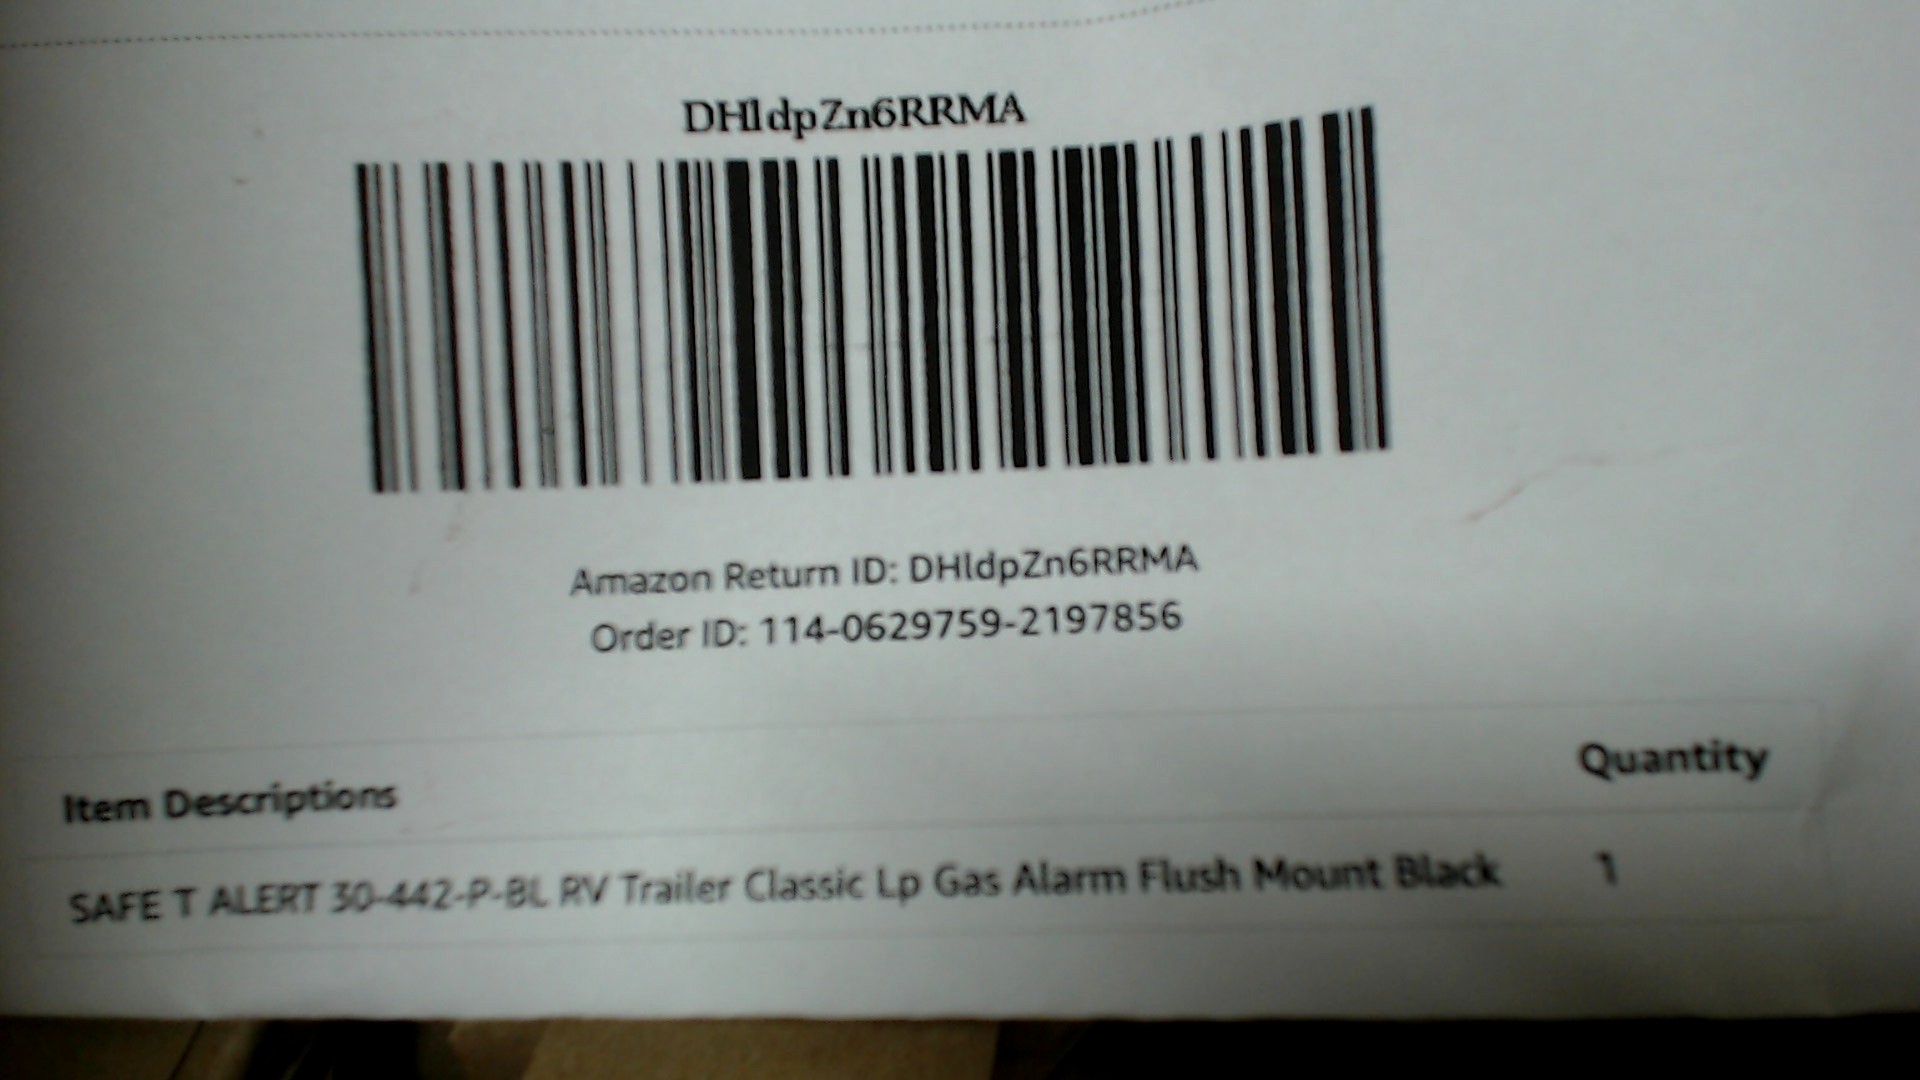 DHldpZn6RRMA
Amazon Return ID: DHldpZn6RRMA
Order ID: 114-0629759-2197856
Item Descriptions Quantity
SAFE T ALERT 30-442-P-BL RV Trailer Classic Lp Gas Alarm Flush Mount Black 1